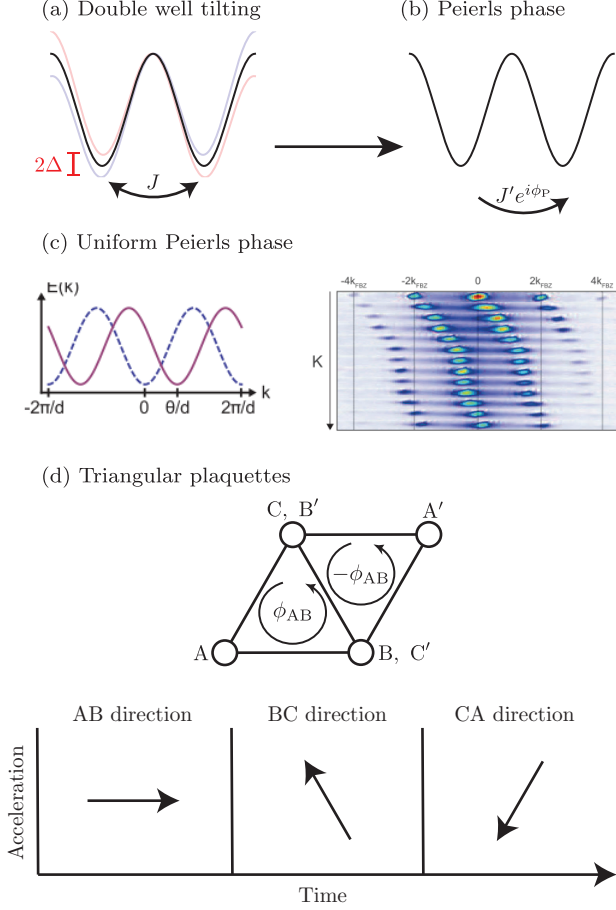 (a) Double well tilting
(b) Peierls phase
2Δ
J
J′e^{iϕ_P}
(c) Uniform Peierls phase
E(K)
-2π/d 0 θ/d 2π/d k
-4k_FBZ -2k_FBZ 0 2k_FBZ 4k
K
(d) Triangular plaquettes
C, B′ A′
-ϕ_AB
ϕ_AB
A B, C′
AB direction BC direction CA direction
Acceleration
Time